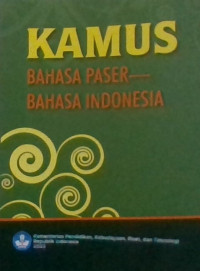 KAMUS
BAHASA PASER—
BAHASA INDONESIA
Kementerian Pendidikan, Kebudayaan, Riset, dan Teknologi
Republik Indonesia